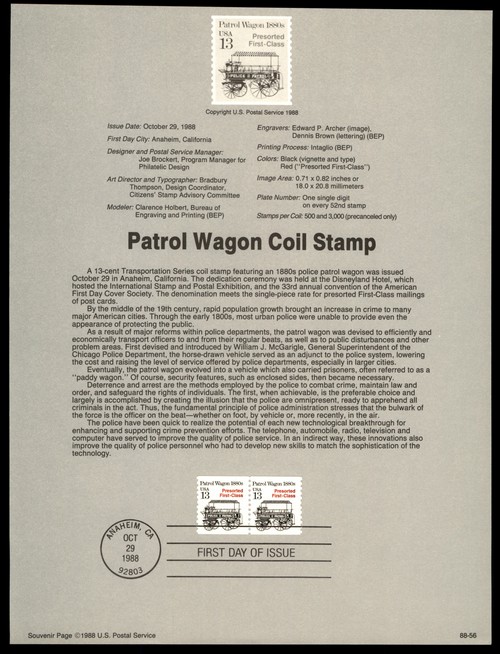 Patrol Wagon 1880s
USA
13
Presorted
First-Class
POLICE PATROL
Copyright U.S. Postal Service 1988
Issue Date: October 29, 1988
First Day City: Anaheim, California
Designer and Postal Service Manager:
Joe Brockert, Program Manager for
Philatelic Design
Art Director and Typographer: Bradbury
Thompson, Design Coordinator,
Citizens' Stamp Advisory Committee
Modeler: Clarence Holbert, Bureau of
Engraving and Printing (BEP)
Engravers: Edward P. Archer (image),
Dennis Brown (lettering) (BEP)
Printing Process: Intaglio (BEP)
Colors: Black (vignette and type)
Red ("Presorted First-Class")
Image Area: 0.71 x 0.82 inches or
18.0 x 20.8 millimeters
Plate Number: One single digit
on every 52nd stamp
Stamps per Coil: 500 and 3,000 (precanceled only)
Patrol Wagon Coil Stamp
A 13-cent Transportation Series coil stamp featuring an 1880s police patrol wagon was issued
October 29 in Anaheim, California. The dedication ceremony was held at the Disneyland Hotel, which
hosted the International Stamp and Postal Exhibition, and the 33rd annual convention of the American
First Day Cover Society. The denomination meets the single-piece rate for presorted First-Class mailings
of post cards.
By the middle of the 19th century, rapid population growth brought an increase in crime to many
major American cities. Through the early 1800s, most urban police were unable to provide even the
appearance of protecting the public.
As a result of major reforms within police departments, the patrol wagon was devised to efficiently and
economically transport officers to and from their regular beats, as well as to public disturbances and other
problem areas. First devised and introduced by William J. McGarigle, General Superintendent of the
Chicago Police Department, the horse-drawn vehicle served as an adjunct to the police system, lowering
the cost and raising the level of service offered by police departments, especially in larger cities.
Eventually, the patrol wagon evolved into a vehicle which also carried prisoners, often referred to as a
"paddy wagon." Of course, security features, such as enclosed sides, then became necessary.
Deterrence and arrest are the methods employed by the police to combat crime, maintain law and
order, and safeguard the rights of individuals. The first, when achievable, is the preferable choice and
largely is accomplished by creating the illusion that the police are omnipresent, ready to apprehend all
criminals in the act. Thus, the fundamental principle of police administration stresses that the bulwark of
the force is the officer on the beat—whether on foot, by vehicle or, more recently, in the air.
The police have been quick to realize the potential of each new technological breakthrough for
enhancing and supporting crime prevention efforts. The telephone, automobile, radio, television and
computer have served to improve the quality of police service. In an indirect way, these innovations also
improve the quality of police personnel who had to develop new skills to match the sophistication of the
technology.
Patrol Wagon 1880s
USA
13
Presorted
First-Class
Patrol Wagon 1880s
USA
13
Presorted
First-Class
ANAHEIM, CA
OCT
29
1988
92803
FIRST DAY OF ISSUE
Souvenir Page ©1988 U.S. Postal Service
88-56